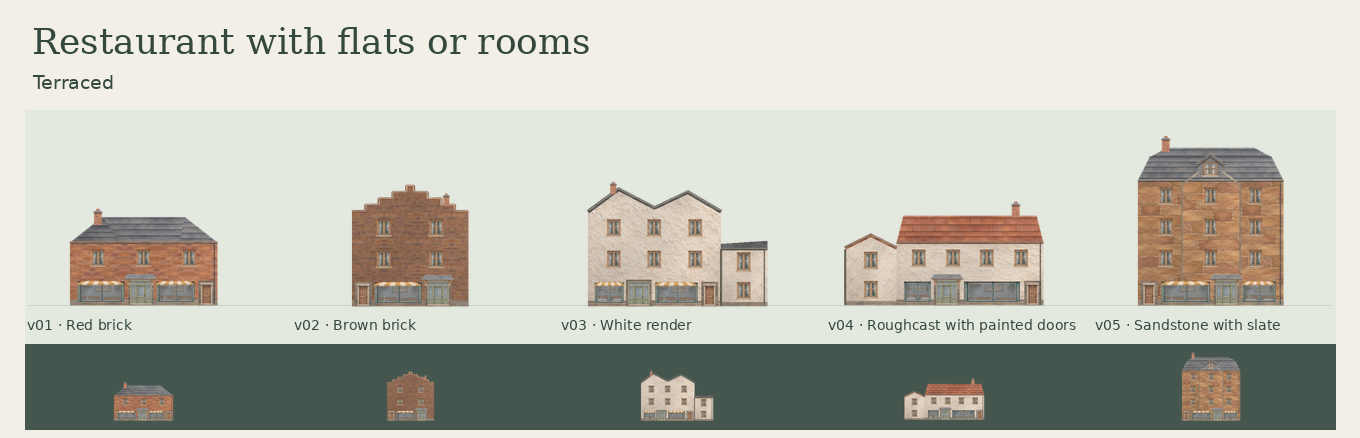 Restaurant with flats or rooms
Terraced
v01 · Red brick
v02 · Brown brick
v03 · White render
v04 · Roughcast with painted doors
v05 · Sandstone with slate